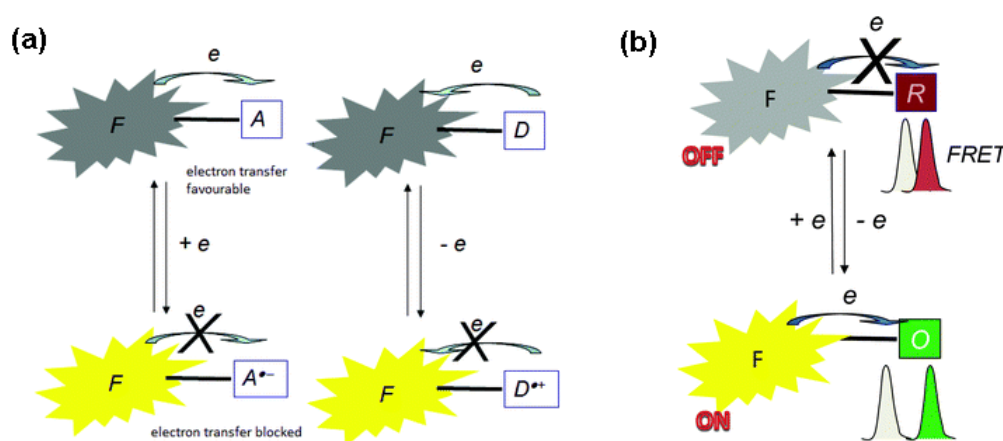 (a)
e
F
A
electron transfer
favourable
+ e
e
F
A•−
electron transfer blocked
e
F
D
- e
e
F
D•+
(b)
e
F
R
OFF
FRET
+ e
- e
e
F
O
ON